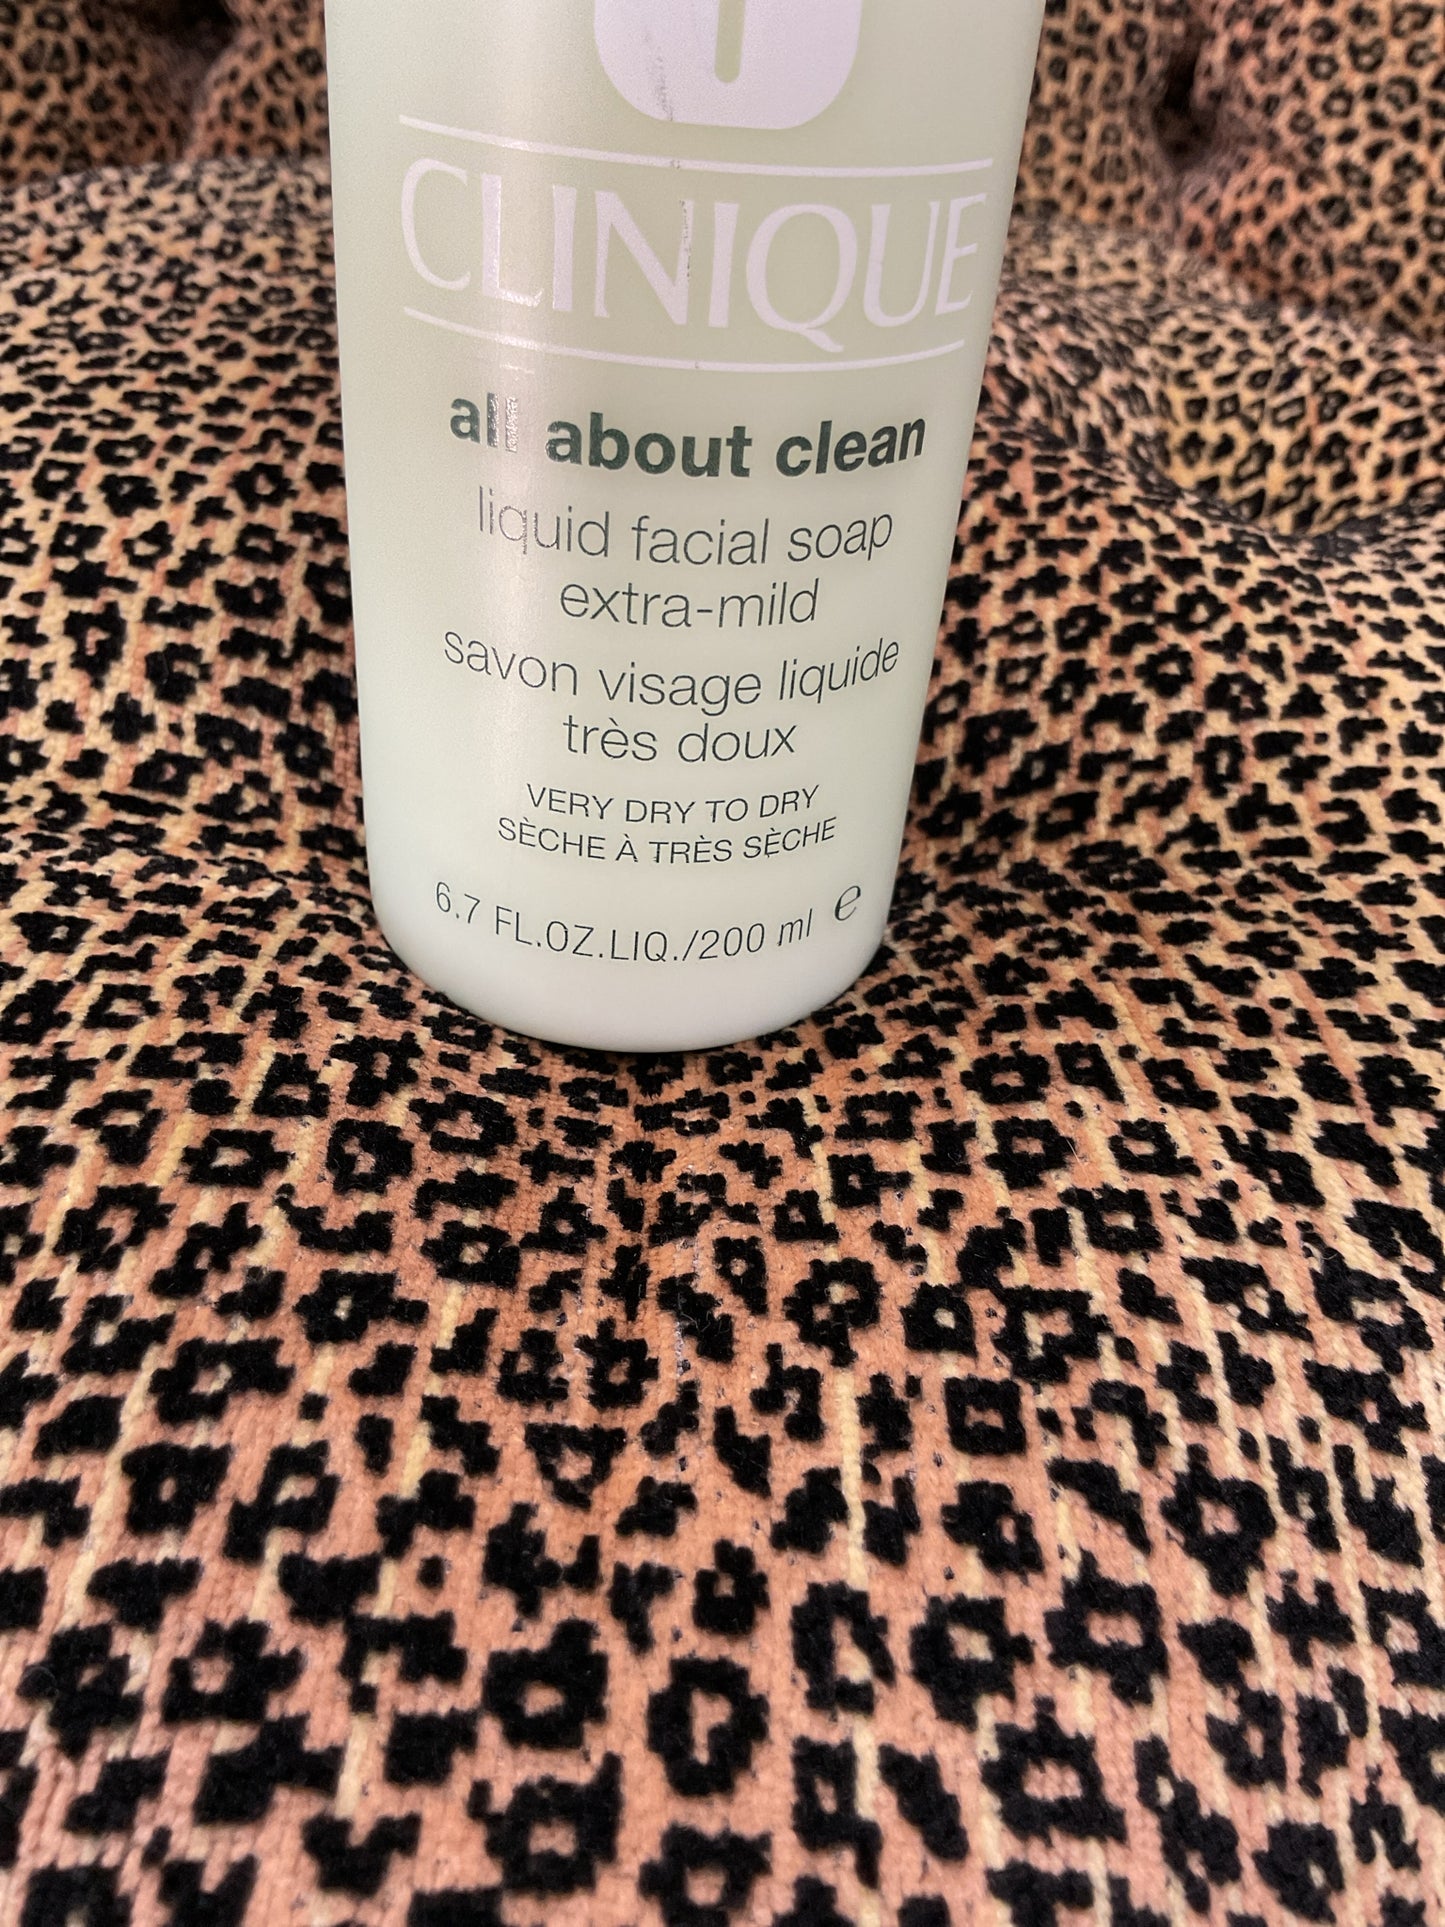 CLINIQUE
all about clean
liquid facial soap
extra-mild
savon visage liquide
très doux
VERY DRY TO DRY
SÈCHE À TRÈS SÈCHE
6.7 FL.OZ.LIQ./200 ml ℮